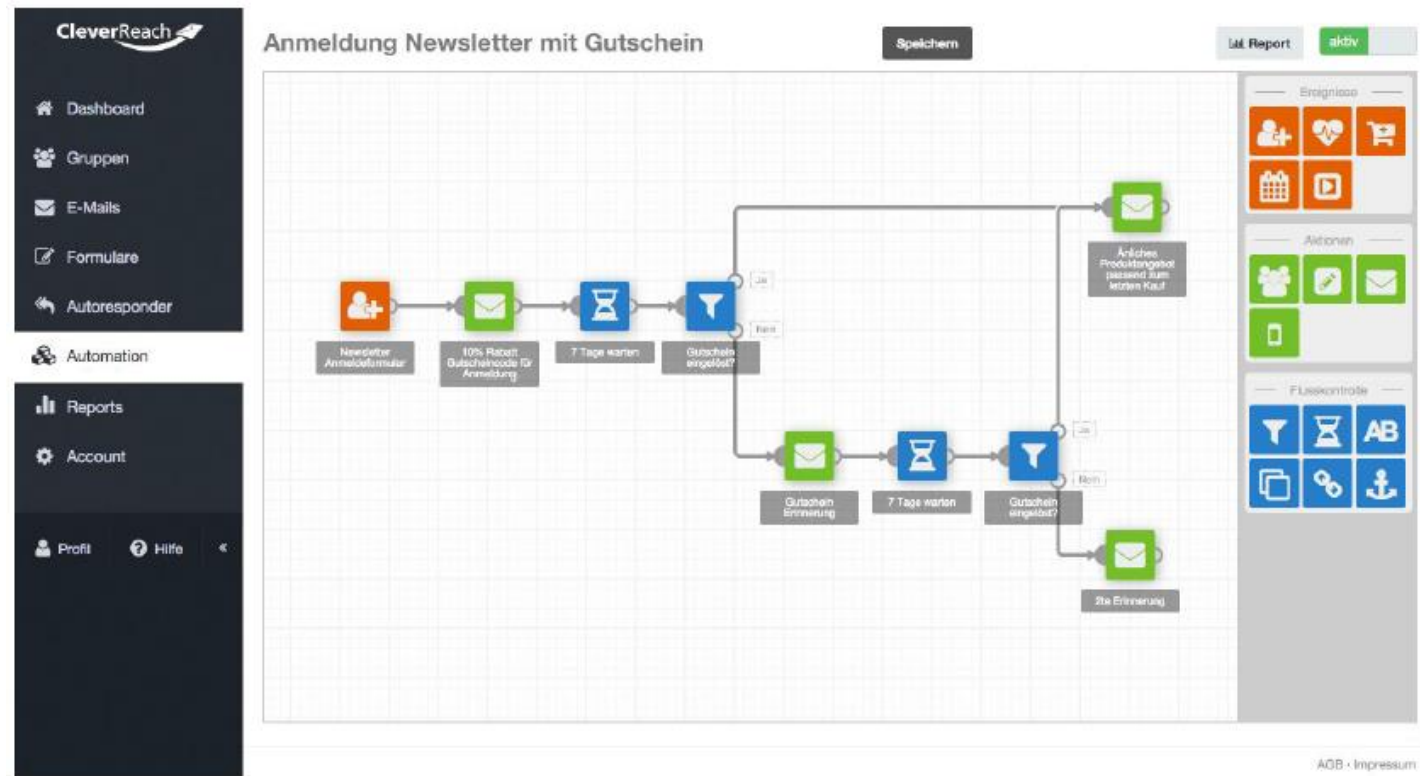 CleverReach
Anmeldung Newsletter mit Gutschein
Speichern
Report
aktiv
Dashboard
Gruppen
E-Mails
Formulare
Autoresponder
Automation
Reports
Account
Profil
Hilfe
«
Newsletter
Anmeldeformular
10% Rabatt
Gutscheincode für
Anmeldung
7 Tage warten
Gutschein
eingelöst?
Ja
Nein
Änliches
Produktangebot
passend zum
letzten Kauf
Gutschein
Erinnerung
7 Tage warten
Gutschein
eingelöst?
Ja
Nein
2te Erinnerung
Ereignisse
Aktionen
Flusskontrolle
AB
AGB • Impressum